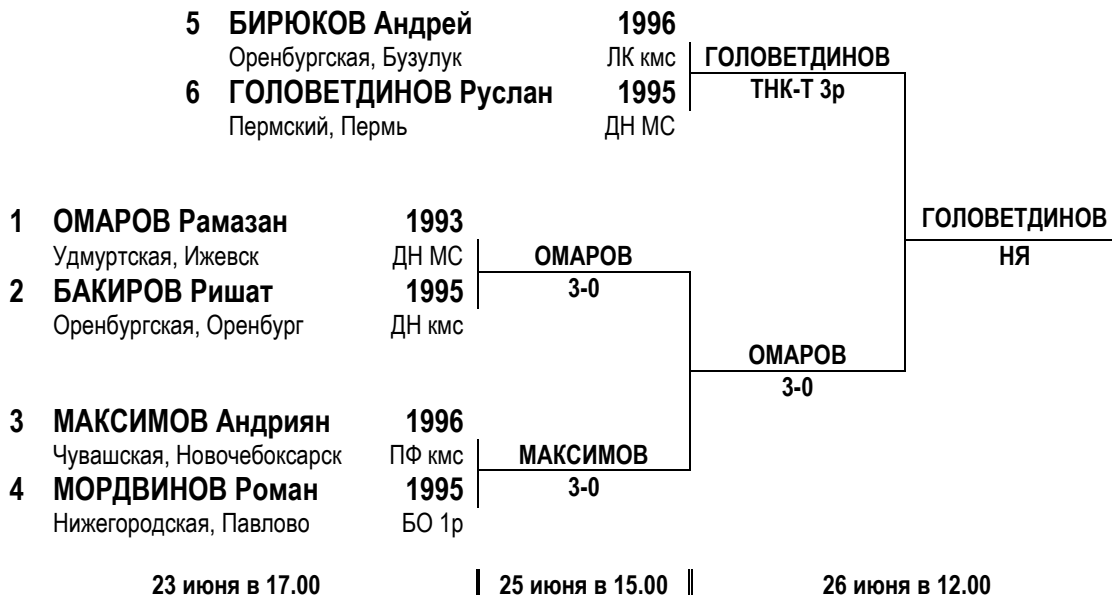 5 БИРЮКОВ Андрей 1996
Оренбургская, Бузулук ЛК кмс
ГОЛОВЕТДИНОВ
6 ГОЛОВЕТДИНОВ Руслан 1995
ТНК-Т 3р
Пермский, Пермь ДН МС
1 ОМАРОВ Рамазан 1993
ГОЛОВЕТДИНОВ
Удмуртская, Ижевск ДН МС
ОМАРОВ
НЯ
2 БАКИРОВ Ришат 1995
3-0
Оренбургская, Оренбург ДН кмс
ОМАРОВ
3-0
3 МАКСИМОВ Андриян 1996
Чувашская, Новочебоксарск ПФ кмс
МАКСИМОВ
4 МОРДВИНОВ Роман 1995
3-0
Нижегородская, Павлово БО 1р
23 июня в 17.00 25 июня в 15.00 26 июня в 12.00